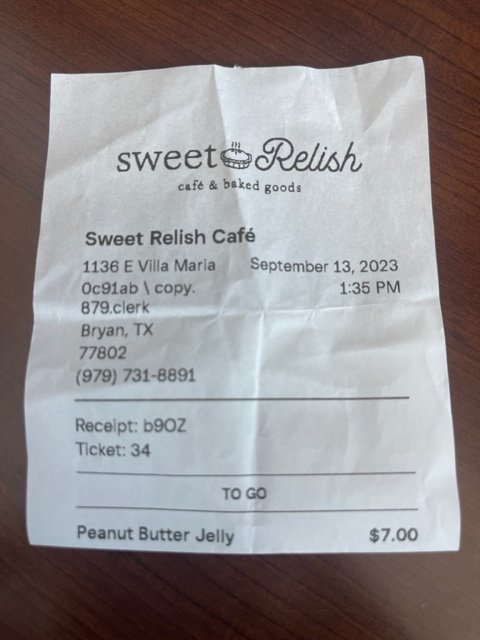 sweet Relish
café & baked goods
Sweet Relish Café
1136 E Villa Maria September 13, 2023
0c91ab \ copy. 1:35 PM
879.clerk
Bryan, TX
77802
(979) 731-8891
Receipt: b9OZ
Ticket: 34
TO GO
Peanut Butter Jelly $7.00